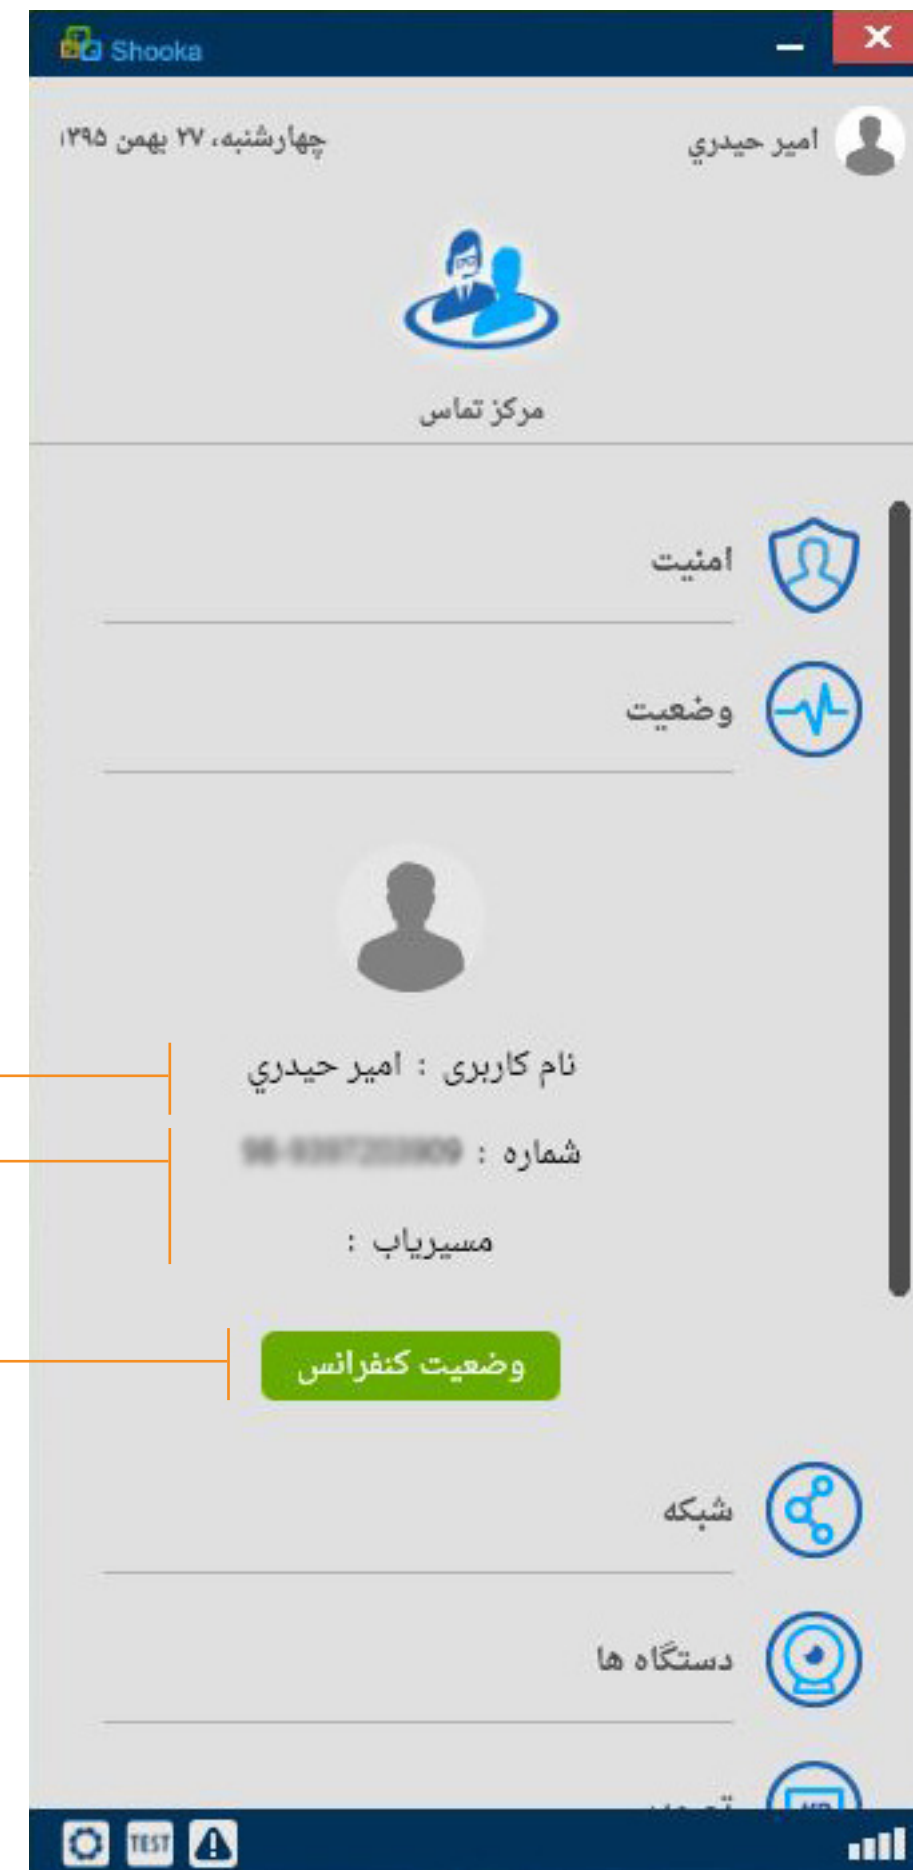 Shooka
امیر حیدري
چهارشنبه، ۲۷ بهمن ۱۳۹۵
مرکز تماس
امنیت
وضعیت
نام کاربری : امیر حیدري
شماره :
مسیریاب :
وضعیت کنفرانس
شبکه
دستگاه ها
TEST